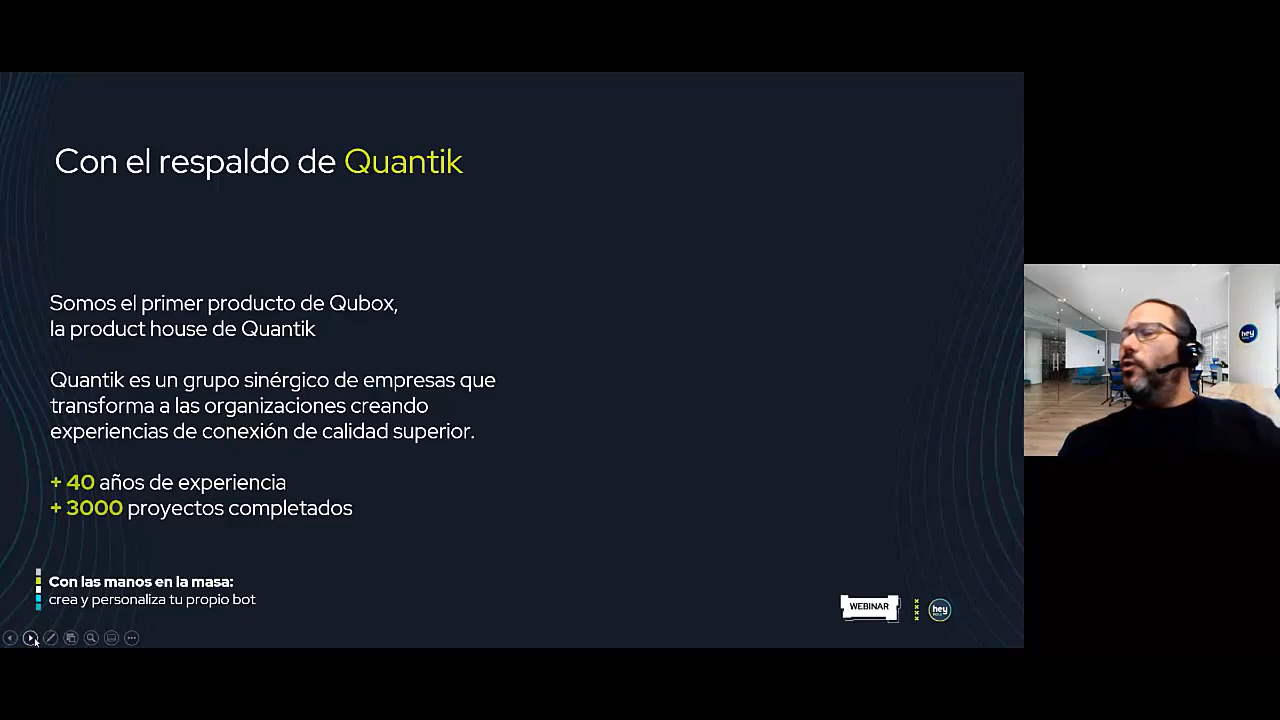 Con el respaldo de Quantik
Somos el primer producto de Qubox,
la product house de Quantik
Quantik es un grupo sinérgico de empresas que
transforma a las organizaciones creando
experiencias de conexión de calidad superior.
+ 40 años de experiencia
+ 3000 proyectos completados
Con las manos en la masa:
crea y personaliza tu propio bot
WEBINAR
hey
hey